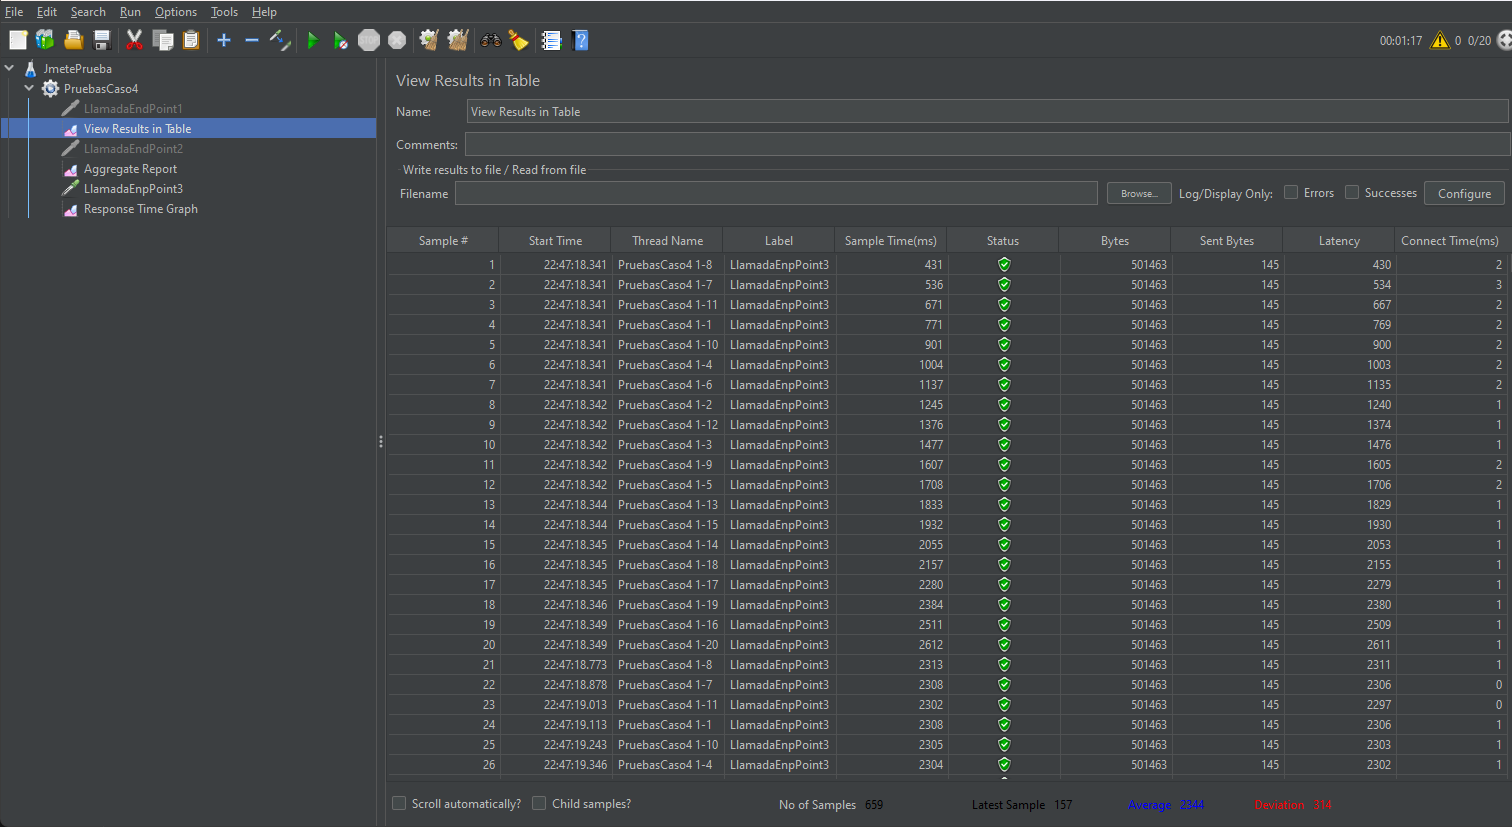 File Edit Search Run Options Tools Help
STOP
00:01:17 0 0/20
JmetePrueba
PruebasCaso4
LlamadaEndPoint1
View Results in Table
LlamadaEndPoint2
Aggregate Report
LlamadaEnpPoint3
Response Time Graph
View Results in Table
Name: View Results in Table
Comments:
Write results to file / Read from file
Filename Browse... Log/Display Only: Errors Successes Configure
Sample # Start Time Thread Name Label Sample Time(ms) Status Bytes Sent Bytes Latency Connect Time(ms)
1 22:47:18.341 PruebasCaso4 1-8 LlamadaEnpPoint3 431 501463 145 430 2
2 22:47:18.341 PruebasCaso4 1-7 LlamadaEnpPoint3 536 501463 145 534 3
3 22:47:18.341 PruebasCaso4 1-11 LlamadaEnpPoint3 671 501463 145 667 2
4 22:47:18.341 PruebasCaso4 1-1 LlamadaEnpPoint3 771 501463 145 769 2
5 22:47:18.341 PruebasCaso4 1-10 LlamadaEnpPoint3 901 501463 145 900 2
6 22:47:18.341 PruebasCaso4 1-4 LlamadaEnpPoint3 1004 501463 145 1003 2
7 22:47:18.341 PruebasCaso4 1-6 LlamadaEnpPoint3 1137 501463 145 1135 2
8 22:47:18.342 PruebasCaso4 1-2 LlamadaEnpPoint3 1245 501463 145 1240 1
9 22:47:18.342 PruebasCaso4 1-12 LlamadaEnpPoint3 1376 501463 145 1374 1
10 22:47:18.342 PruebasCaso4 1-3 LlamadaEnpPoint3 1477 501463 145 1476 1
11 22:47:18.342 PruebasCaso4 1-9 LlamadaEnpPoint3 1607 501463 145 1605 2
12 22:47:18.342 PruebasCaso4 1-5 LlamadaEnpPoint3 1708 501463 145 1706 2
13 22:47:18.344 PruebasCaso4 1-13 LlamadaEnpPoint3 1833 501463 145 1829 1
14 22:47:18.344 PruebasCaso4 1-15 LlamadaEnpPoint3 1932 501463 145 1930 1
15 22:47:18.345 PruebasCaso4 1-14 LlamadaEnpPoint3 2055 501463 145 2053 1
16 22:47:18.345 PruebasCaso4 1-18 LlamadaEnpPoint3 2157 501463 145 2155 1
17 22:47:18.345 PruebasCaso4 1-17 LlamadaEnpPoint3 2280 501463 145 2279 1
18 22:47:18.346 PruebasCaso4 1-19 LlamadaEnpPoint3 2384 501463 145 2380 1
19 22:47:18.349 PruebasCaso4 1-16 LlamadaEnpPoint3 2511 501463 145 2509 1
20 22:47:18.349 PruebasCaso4 1-20 LlamadaEnpPoint3 2612 501463 145 2611 1
21 22:47:18.773 PruebasCaso4 1-8 LlamadaEnpPoint3 2313 501463 145 2311 1
22 22:47:18.878 PruebasCaso4 1-7 LlamadaEnpPoint3 2308 501463 145 2306 0
23 22:47:19.013 PruebasCaso4 1-11 LlamadaEnpPoint3 2302 501463 145 2297 0
24 22:47:19.113 PruebasCaso4 1-1 LlamadaEnpPoint3 2308 501463 145 2306 1
25 22:47:19.243 PruebasCaso4 1-10 LlamadaEnpPoint3 2305 501463 145 2303 1
26 22:47:19.346 PruebasCaso4 1-4 LlamadaEnpPoint3 2304 501463 145 2302 1
Scroll automatically? Child samples? No of Samples 659 Latest Sample 157 Average 2344 Deviation 314